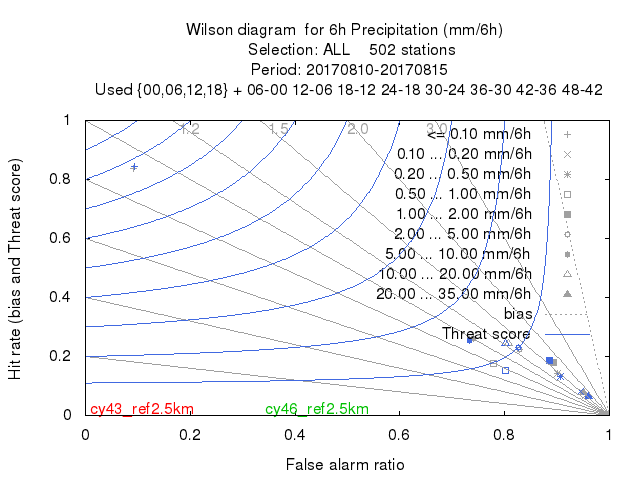 Wilson diagram  for 6h Precipitation (mm/6h)
Selection: ALL    502 stations
Period: 20170810-20170815
Used {00,06,12,18} + 06-00 12-06 18-12 24-18 30-24 36-30 42-36 48-42
1.2 1.5 2.0 3.0
<= 0.10 mm/6h
0.10 ... 0.20 mm/6h
0.20 ... 0.50 mm/6h
0.50 ... 1.00 mm/6h
1.00 ... 2.00 mm/6h
2.00 ... 5.00 mm/6h
5.00 ... 10.00 mm/6h
10.00 ... 20.00 mm/6h
20.00 ... 35.00 mm/6h
bias
Threat score
1
0.8
0.6
0.4
0.2
0
Hit rate (bias and Threat score)
cy43_ref2.5km cy46_ref2.5km
0 0.2 0.4 0.6 0.8 1
False alarm ratio